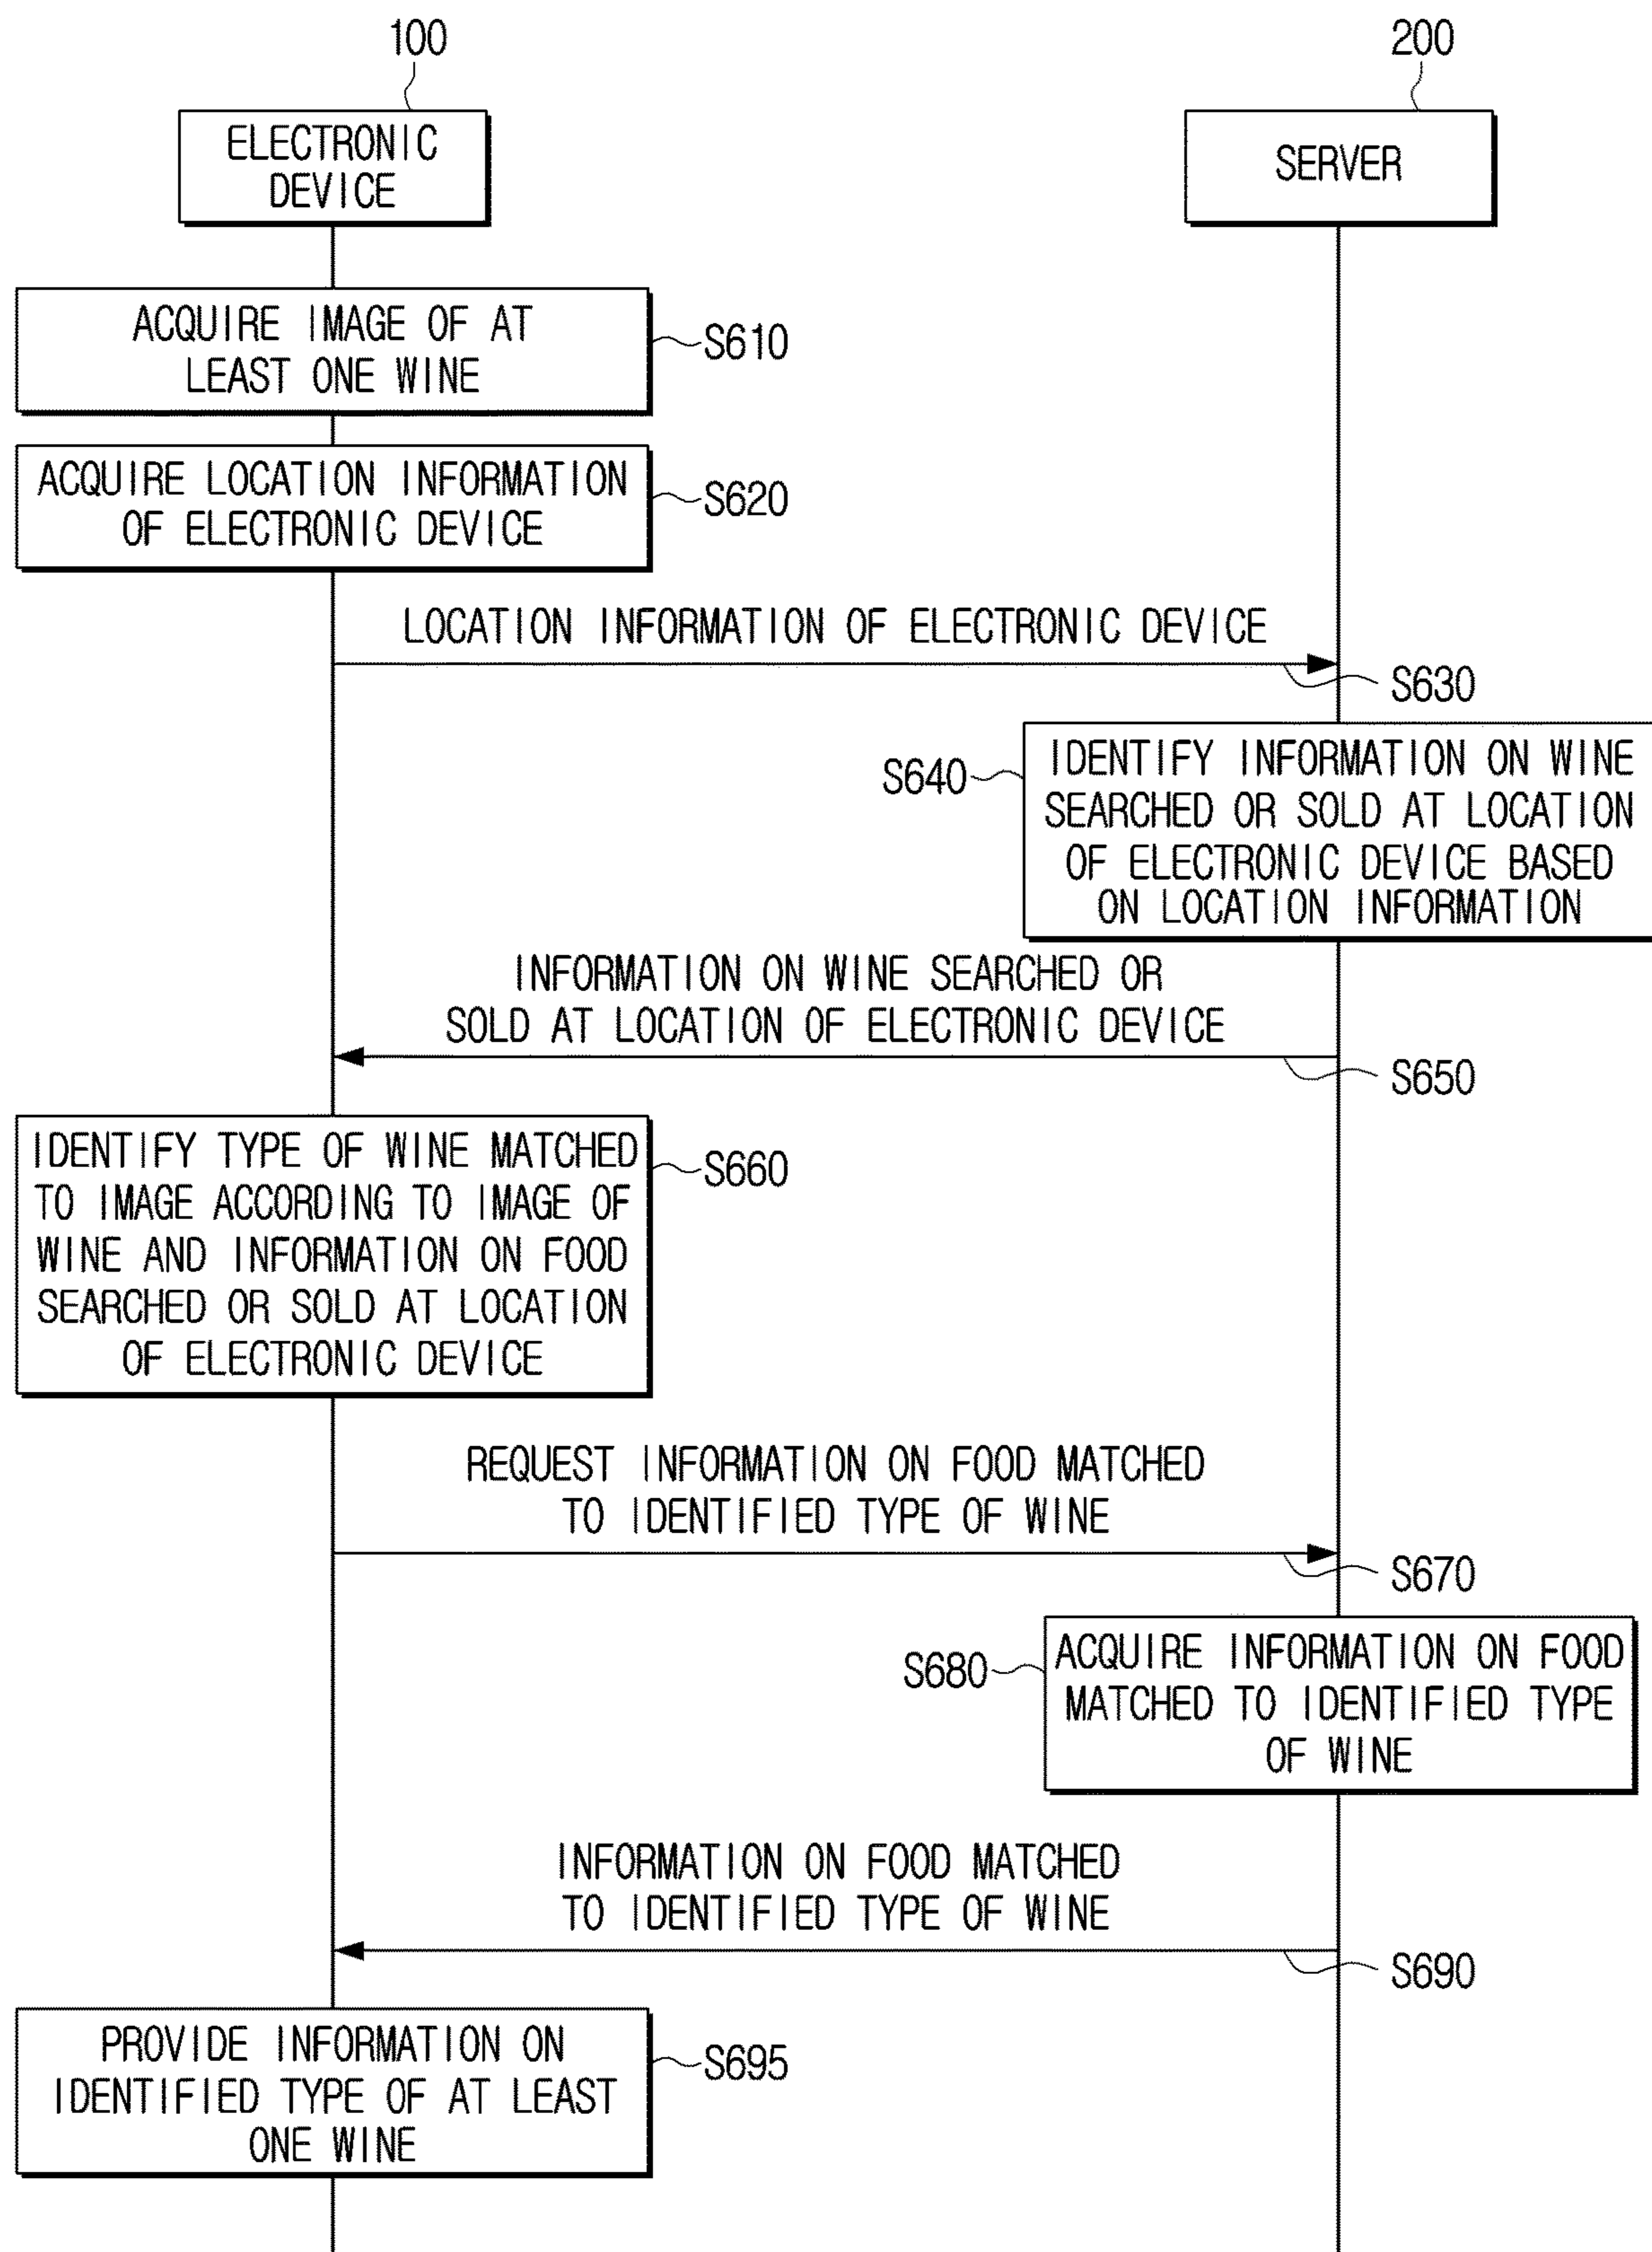 100
200
ELECTRONIC
DEVICE
SERVER
ACQUIRE IMAGE OF AT
LEAST ONE WINE
S610
ACQUIRE LOCATION INFORMATION
OF ELECTRONIC DEVICE
S620
LOCATION INFORMATION OF ELECTRONIC DEVICE
S630
S640
IDENTIFY INFORMATION ON WINE
SEARCHED OR SOLD AT LOCATION
OF ELECTRONIC DEVICE BASED
ON LOCATION INFORMATION
INFORMATION ON WINE SEARCHED OR
SOLD AT LOCATION OF ELECTRONIC DEVICE
S650
IDENTIFY TYPE OF WINE MATCHED
TO IMAGE ACCORDING TO IMAGE OF
WINE AND INFORMATION ON FOOD
SEARCHED OR SOLD AT LOCATION
OF ELECTRONIC DEVICE
S660
REQUEST INFORMATION ON FOOD MATCHED
TO IDENTIFIED TYPE OF WINE
S670
S680
ACQUIRE INFORMATION ON FOOD
MATCHED TO IDENTIFIED TYPE
OF WINE
INFORMATION ON FOOD MATCHED
TO IDENTIFIED TYPE OF WINE
S690
PROVIDE INFORMATION ON
IDENTIFIED TYPE OF AT LEAST
ONE WINE
S695